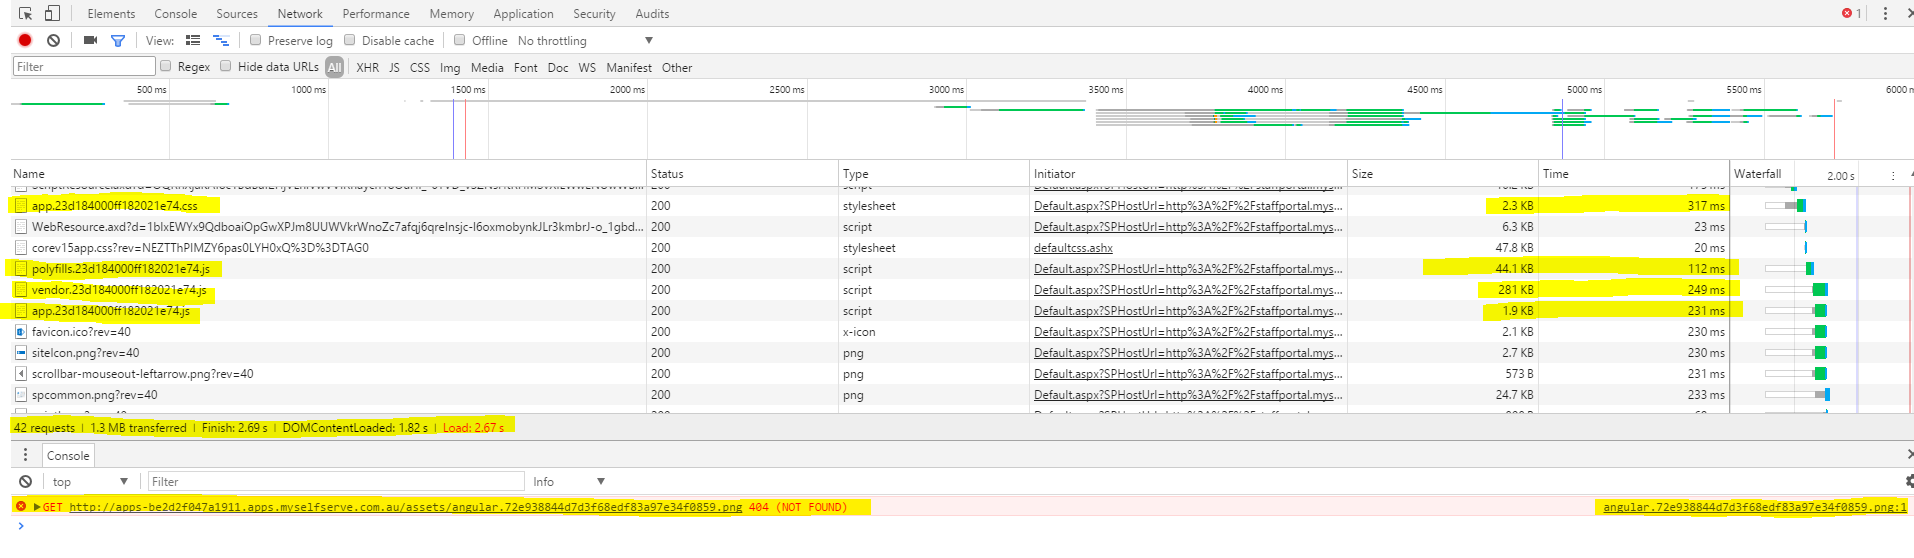 Elements Console Sources Network Performance Memory Application Security Audits 1
View: Preserve log Disable cache Offline No throttling
Filter Regex Hide data URLs All XHR JS CSS Img Media Font Doc WS Manifest Other
500 ms 1000 ms 1500 ms 2000 ms 2500 ms 3000 ms 3500 ms 4000 ms 4500 ms 5000 ms 5500 ms 6000 m
Name Status Type Initiator Size Time Waterfall 2.00 s
app.23d184000ff182021e74.css 200 stylesheet Default.aspx?SPHostUrl=http%3A%2F%2Fstaffportal.mys... 2.3 KB 317 ms
200 script Default.aspx?SPHostUrl=http%3A%2F%2Fstaffportal.mys... 6.3 KB 23 ms
corev15app.css?rev=NEZTThPIMZY6pas0LYH0xQ%3D%3DTAG0 200 stylesheet defaultcss.ashx 47.8 KB 20 ms
polyfills.23d184000ff182021e74.js 200 script Default.aspx?SPHostUrl=http%3A%2F%2Fstaffportal.mys... 44.1 KB 112 ms
vendor.23d184000ff182021e74.js 200 script Default.aspx?SPHostUrl=http%3A%2F%2Fstaffportal.mys... 281 KB 249 ms
app.23d184000ff182021e74.js 200 script Default.aspx?SPHostUrl=http%3A%2F%2Fstaffportal.mys... 1.9 KB 231 ms
favicon.ico?rev=40 200 x-icon Default.aspx?SPHostUrl=http%3A%2F%2Fstaffportal.mys... 2.1 KB 230 ms
siteIcon.png?rev=40 200 png Default.aspx?SPHostUrl=http%3A%2F%2Fstaffportal.mys... 2.7 KB 230 ms
scrollbar-mouseout-leftarrow.png?rev=40 200 png Default.aspx?SPHostUrl=http%3A%2F%2Fstaffportal.mys... 573 B 231 ms
spcommon.png?rev=40 200 png Default.aspx?SPHostUrl=http%3A%2F%2Fstaffportal.mys... 24.7 KB 233 ms
42 requests | 1.3 MB transferred | Finish: 2.69 s | DOMContentLoaded: 1.82 s | Load: 2.67 s
Console
top Filter Info
GET http://apps-be2d2f047a1911.apps.myselfserve.com.au/assets/angular.72e938844d7d3f68edf83a97e34f0859.png 404 (NOT FOUND) angular.72e938844d7d3f68edf83a97e34f0859.png:1